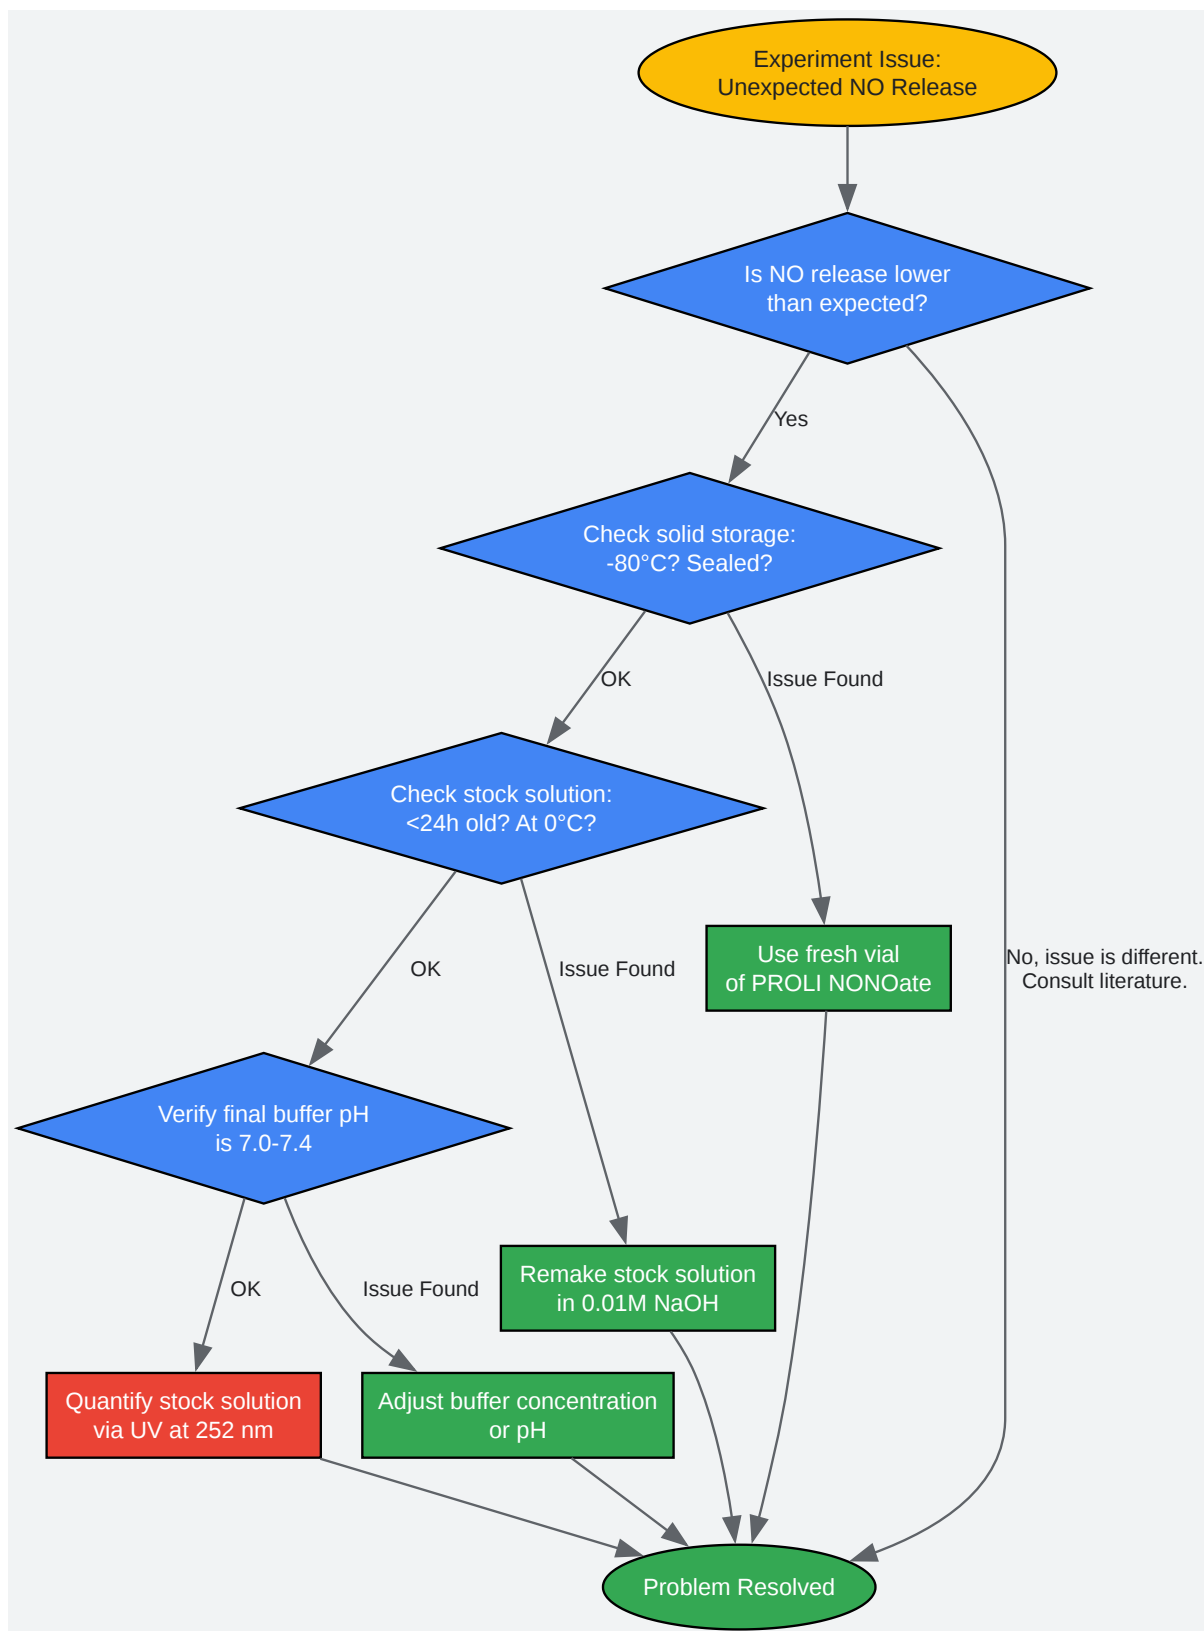 Experiment Issue:
Unexpected NO Release
Is NO release lower
than expected?
Yes
Check solid storage:
-80°C? Sealed?
OK
Issue Found
Check stock solution:
<24h old? At 0°C?
OK
Issue Found
Use fresh vial
of PROLI NONOate
No, issue is different.
Consult literature.
Verify final buffer pH
is 7.0-7.4
OK
Issue Found
Remake stock solution
in 0.01M NaOH
Quantify stock solution
via UV at 252 nm
Adjust buffer concentration
or pH
Problem Resolved